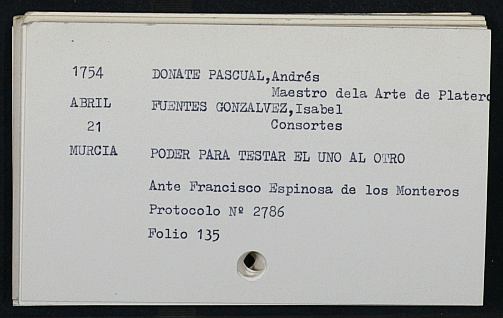 1754 DONATE PASCUAL,Andrés
Maestro dela Arte de Platero
ABRIL FUENTES GONZALVEZ,Isabel
21 Consortes
MURCIA PODER PARA TESTAR EL UNO AL OTRO
Ante Francisco Espinosa de los Monteros
Protocolo Nº 2786
Folio 135